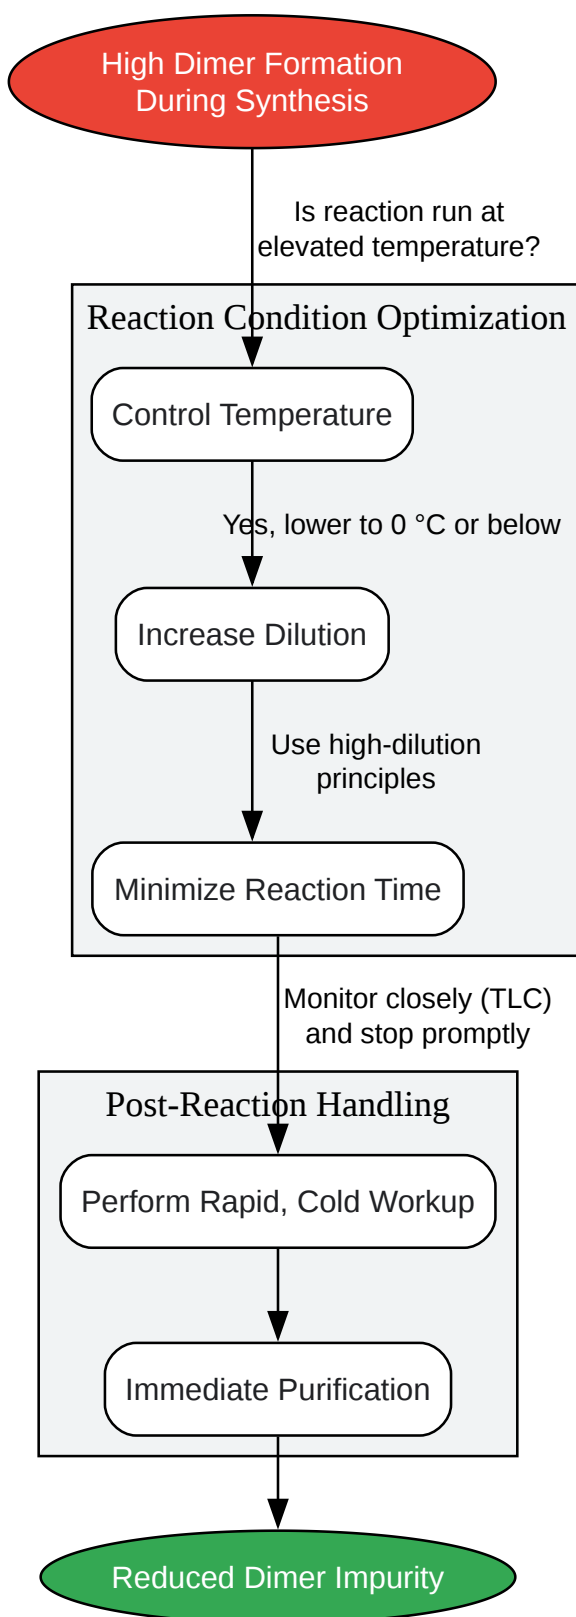 High Dimer Formation
During Synthesis
Is reaction run at
elevated temperature?
Reaction Condition Optimization
Control Temperature
Yes, lower to 0 °C or below
Increase Dilution
Use high-dilution
principles
Minimize Reaction Time
Monitor closely (TLC)
and stop promptly
Post-Reaction Handling
Perform Rapid, Cold Workup
Immediate Purification
Reduced Dimer Impurity